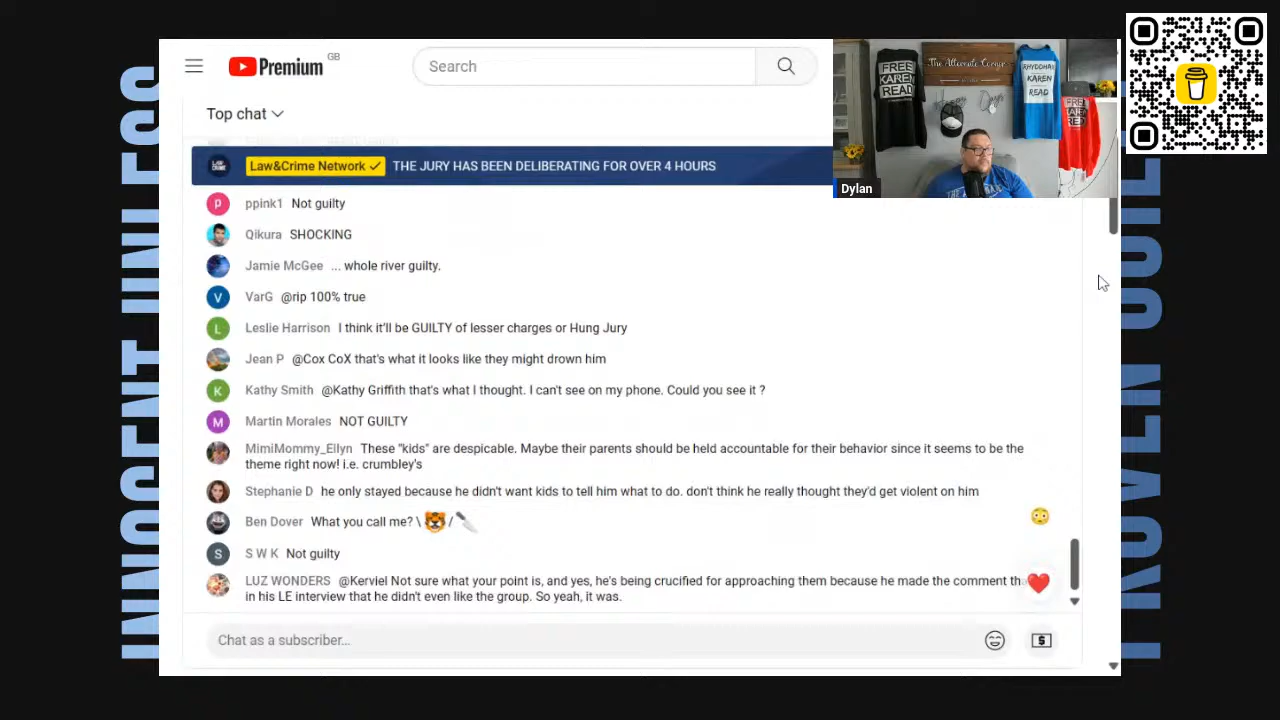 Premium GB
Search
Top chat
Law&Crime Network THE JURY HAS BEEN DELIBERATING FOR OVER 4 HOURS
ppink1 Not guilty
Qikura SHOCKING
Jamie McGee ... whole river guilty.
VarG @rip 100% true
Leslie Harrison I think it'll be GUILTY of lesser charges or Hung Jury
Jean P @Cox CoX that's what it looks like they might drown him
Kathy Smith @Kathy Griffith that's what I thought. I can't see on my phone. Could you see it ?
Martin Morales NOT GUILTY
MimiMommy_Ellyn These "kids" are despicable. Maybe their parents should be held accountable for their behavior since it seems to be the
theme right now! i.e. crumbley's
Stephanie D he only stayed because he didn't want kids to tell him what to do. don't think he really thought they'd get violent on him
Ben Dover What you call me? \ /
S W K Not guilty
LUZ WONDERS @Kerviel Not sure what your point is, and yes, he's being crucified for approaching them because he made the comment
in his LE interview that he didn't even like the group. So yeah, it was.
Chat as a subscriber...
Dylan
The Alternate Corner
FREE
KAREN
READ
KAREN
READ
FREE
KAREN
READ
INNOCENT UNLESS